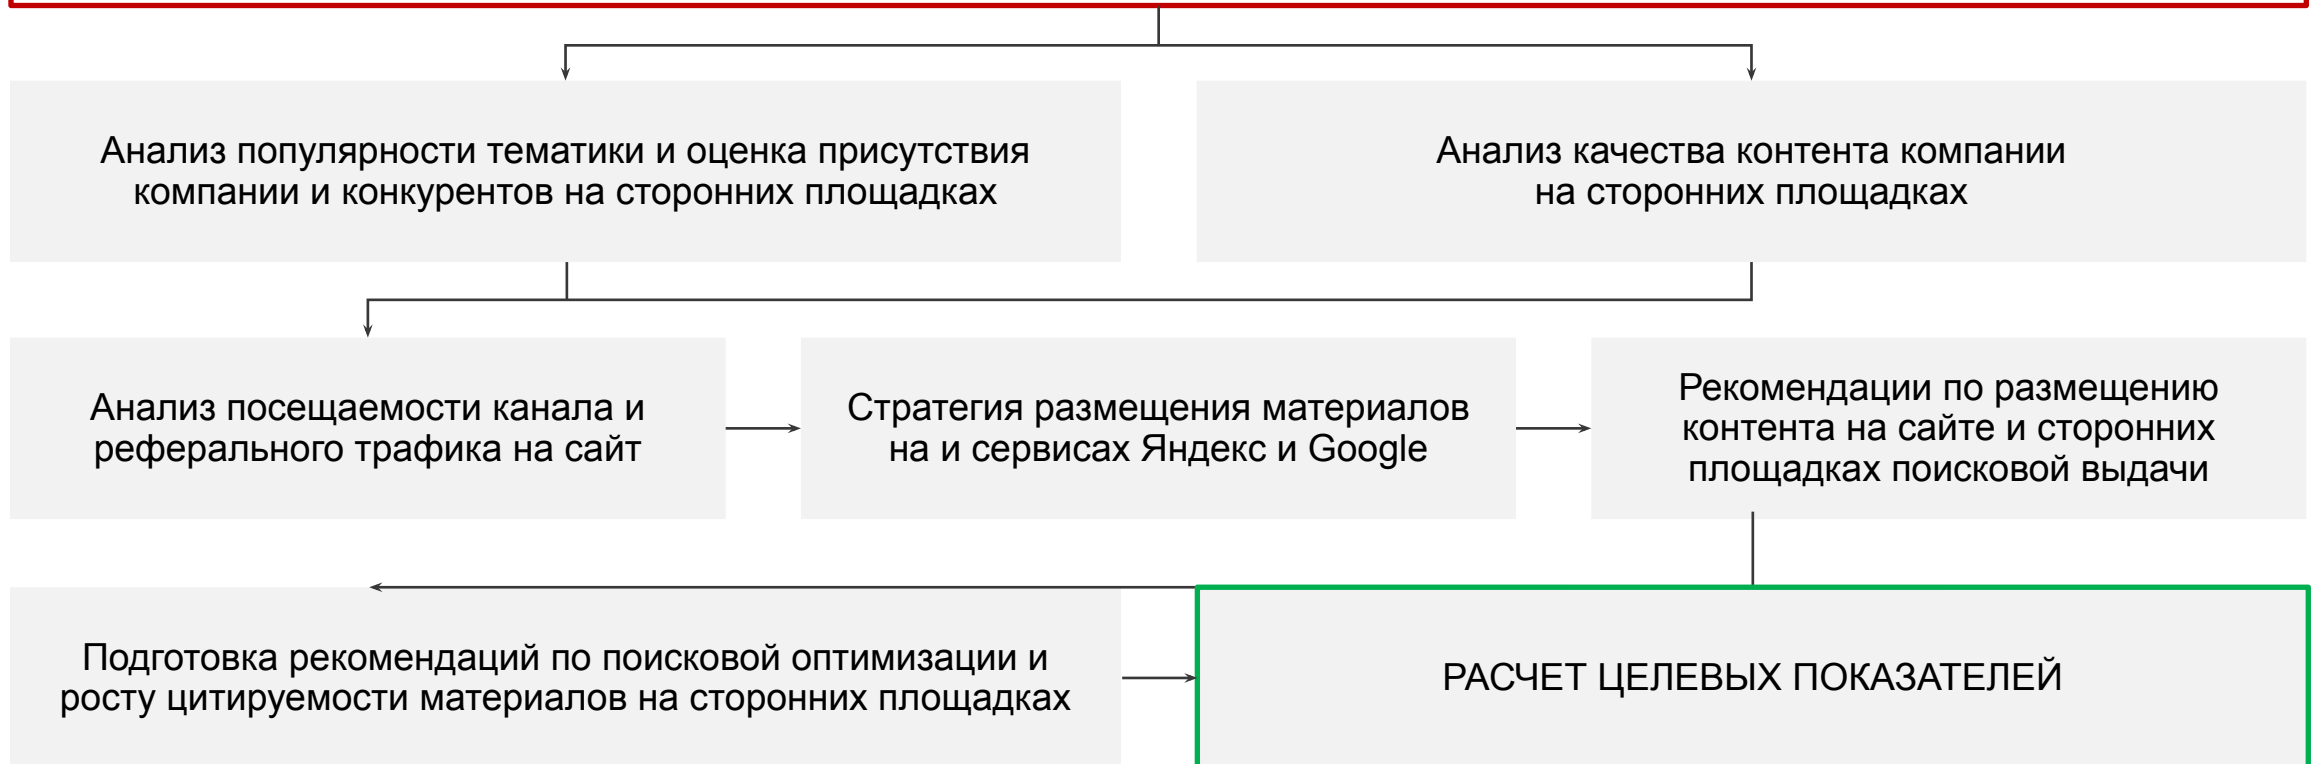 Анализ популярности тематики и оценка присутствия
компании и конкурентов на сторонних площадках
Анализ качества контента компании
на сторонних площадках
Анализ посещаемости канала и
реферального трафика на сайт
Стратегия размещения материалов
на и сервисах Яндекс и Google
Рекомендации по размещению
контента на сайте и сторонних
площадках поисковой выдачи
Подготовка рекомендаций по поисковой оптимизации и
росту цитируемости материалов на сторонних площадках
РАСЧЕТ ЦЕЛЕВЫХ ПОКАЗАТЕЛЕЙ